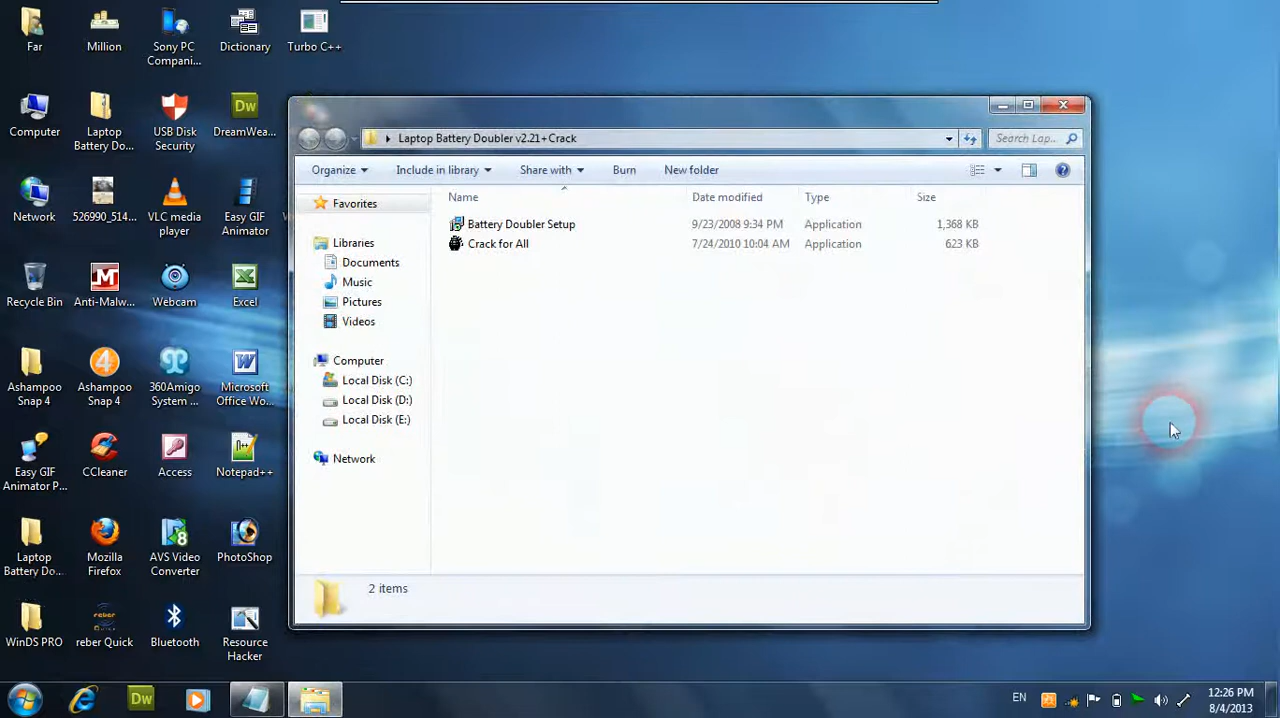 Far
Million
Sony PC
Compani...
Dictionary
Turbo C++
Computer
Laptop
Battery Do...
USB Disk
Security
DreamWea...
Network
526990_514...
VLC media
player
Easy GIF
Animator
Recycle Bin
Anti-Malw...
Webcam
Excel
Ashampoo
Snap 4
Ashampoo
Snap 4
360Amigo
System ...
Microsoft
Office Wo...
Easy GIF
Animator P...
CCleaner
Access
Notepad++
Laptop
Battery Do...
Mozilla
Firefox
AVS Video
Converter
PhotoShop
WinDS PRO
reber Quick
Bluetooth
Resource
Hacker
Laptop Battery Doubler v2.21+Crack
Search Lap...
Organize
Include in library
Share with
Burn
New folder
Favorites
Libraries
Documents
Music
Pictures
Videos
Computer
Local Disk (C:)
Local Disk (D:)
Local Disk (E:)
Network
Name Date modified Type Size
Battery Doubler Setup 9/23/2008 9:34 PM Application 1,368 KB
Crack for All 7/24/2010 10:04 AM Application 623 KB
2 items
EN
12:26 PM
8/4/2013